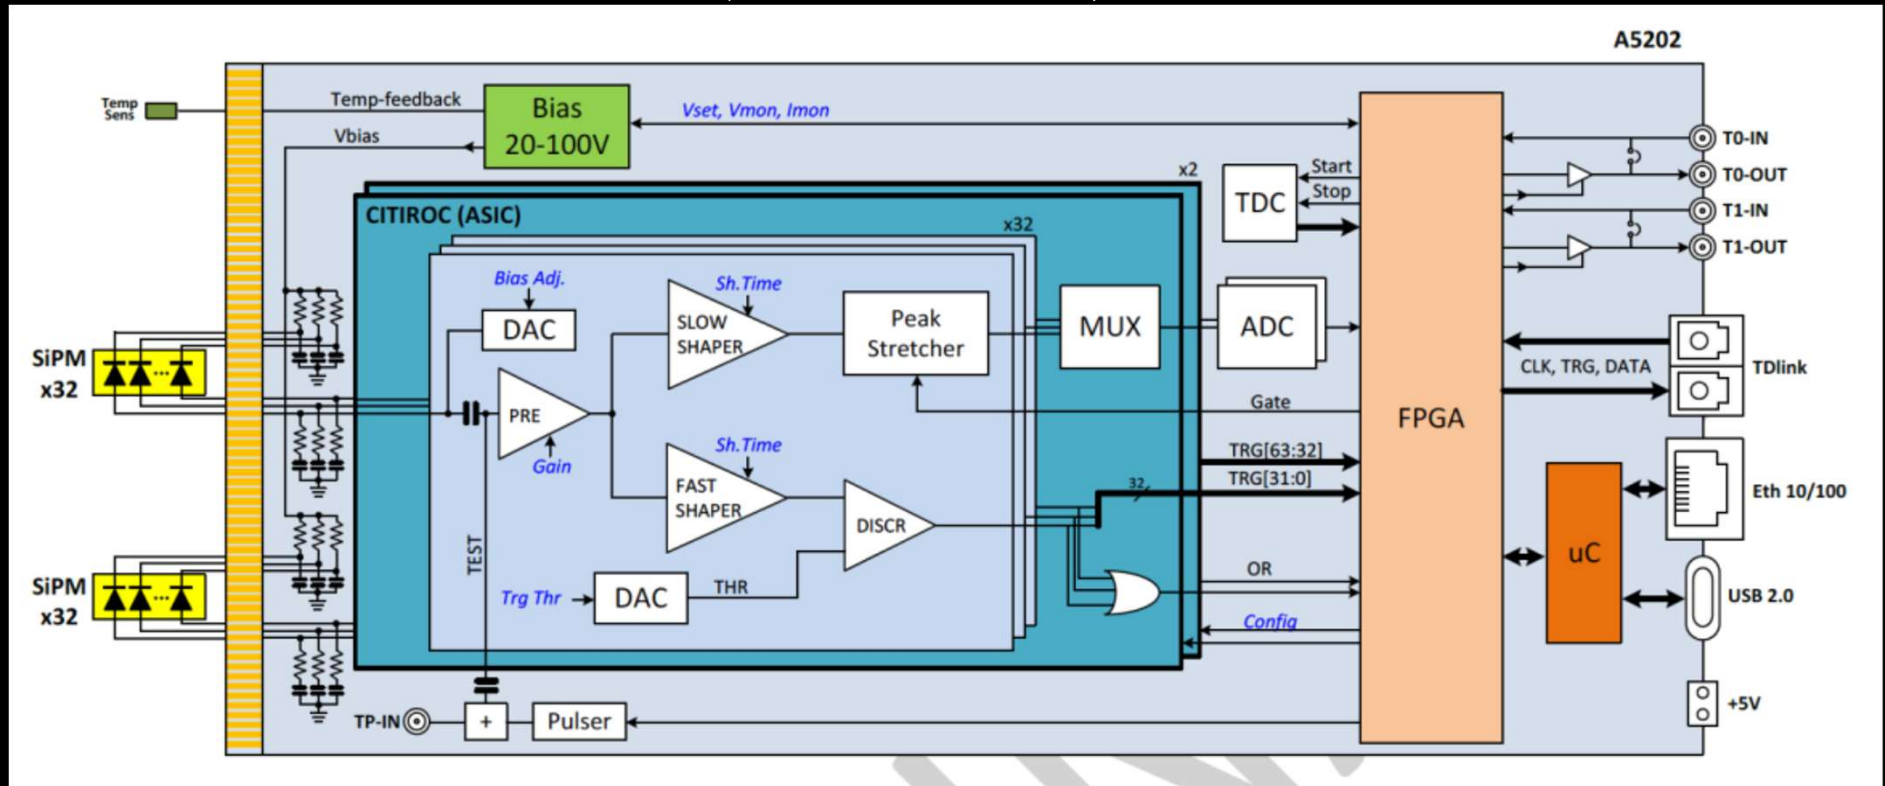 A5202
Temp
Sens
Temp-feedback
Vbias
Bias
20-100V
Vset, Vmon, Imon
T0-IN
T0-OUT
T1-IN
T1-OUT
x2
TDC
Start
Stop
CITIROC (ASIC)
x32
Bias Adj.
DAC
Sh.Time
SLOW
SHAPER
Peak
Stretcher
MUX
ADC
SiPM
x32
PRE
Gain
Gate
FPGA
CLK, TRG, DATA
TDlink
Sh.Time
FAST
SHAPER
DISCR
TRG[63:32]
TRG[31:0]
32
Eth 10/100
TEST
SiPM
x32
Trg Thr
DAC
THR
OR
Config
uC
USB 2.0
TP-IN
+
Pulser
+5V